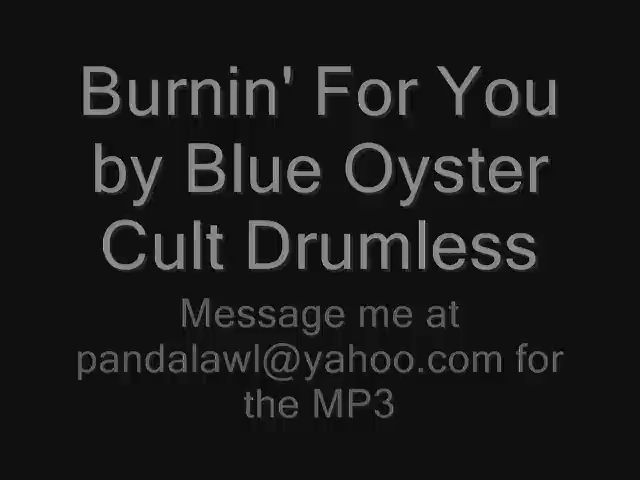 Burnin' For You
by Blue Oyster
Cult Drumless
Message me at
pandalawl@yahoo.com for
the MP3